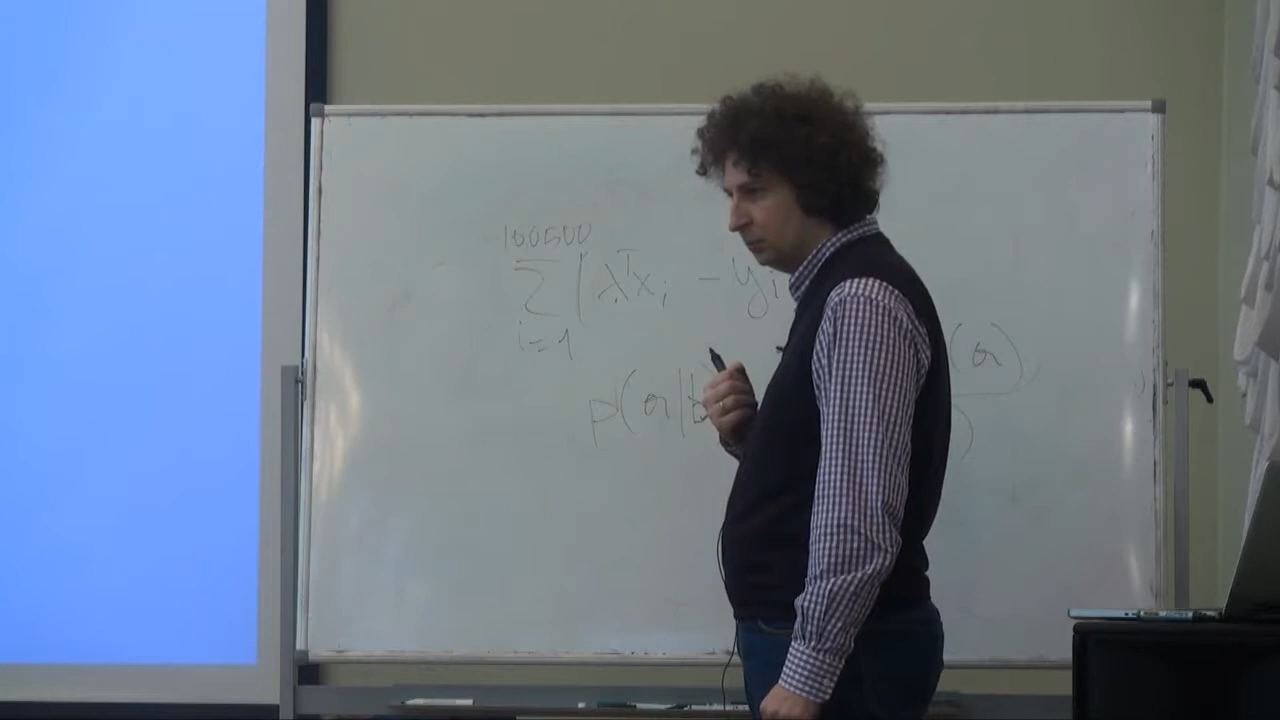 100500
∑ (λᵀxᵢ - yᵢ
i=1
p(a|b (a)
)